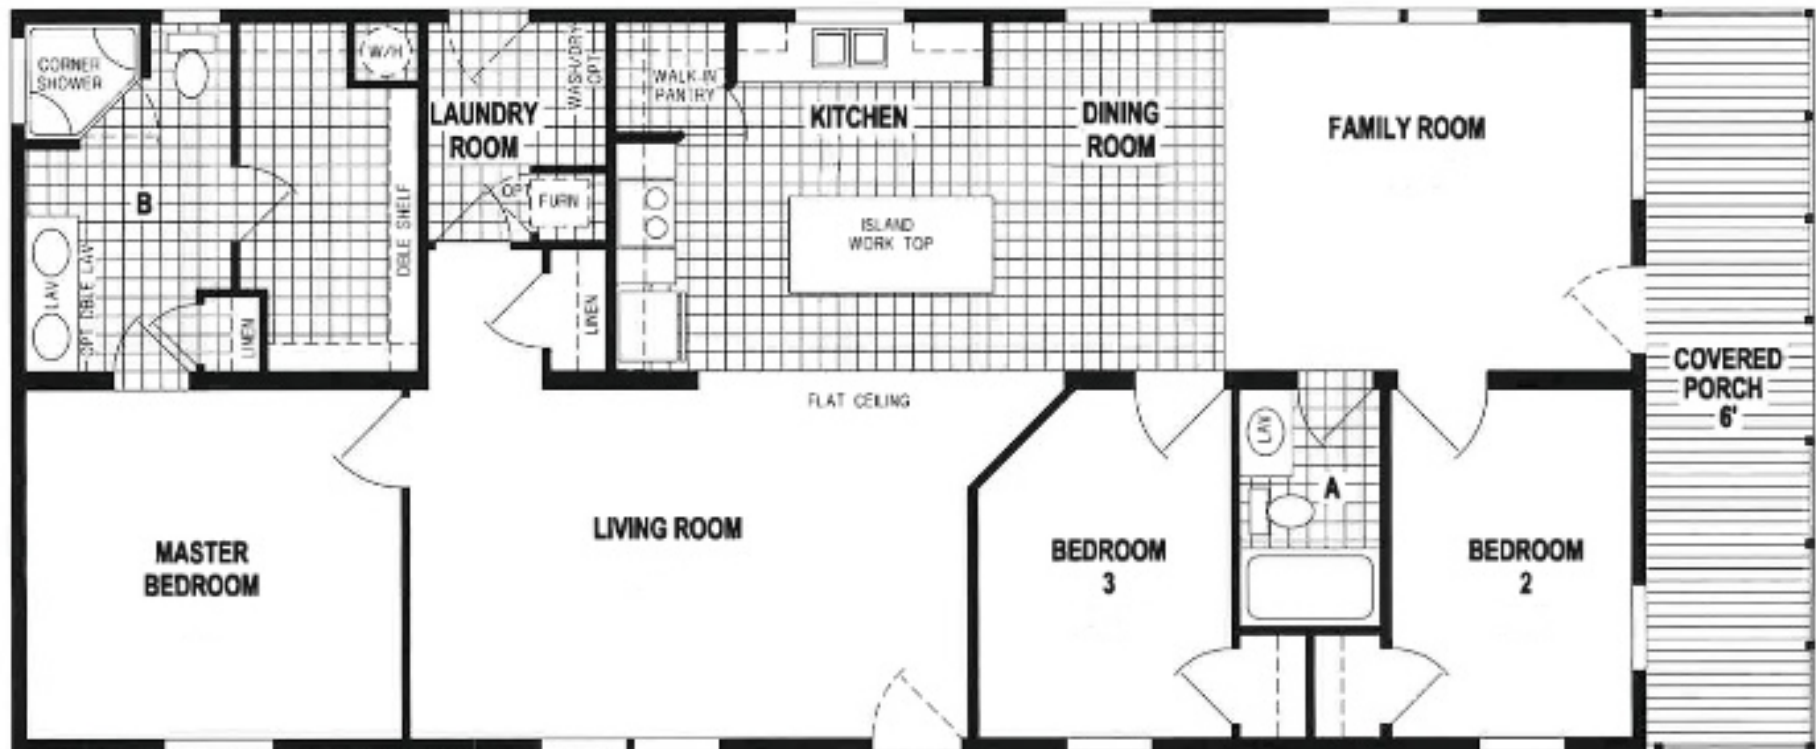 CORNER
SHOWER
W/H
LAUNDRY
ROOM
WASH/DRY
OPT
WALK-IN
PANTRY
KITCHEN
DINING
ROOM
FAMILY ROOM
B
LAV
OPT DBLE LAV
LINEN
DBLE SHELF
OPT
FURN
LINEN
ISLAND
WORK TOP
FLAT CEILING
COVERED
PORCH
6'
MASTER
BEDROOM
LIVING ROOM
BEDROOM
3
LAV
A
BEDROOM
2